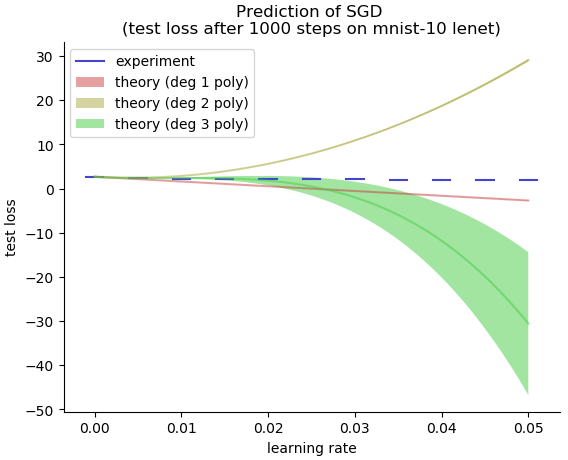 Prediction of SGD
(test loss after 1000 steps on mnist-10 lenet)
experiment
theory (deg 1 poly)
theory (deg 2 poly)
theory (deg 3 poly)
30
20
10
0
−10
−20
−30
−40
−50
test loss
0.00 0.01 0.02 0.03 0.04 0.05
learning rate